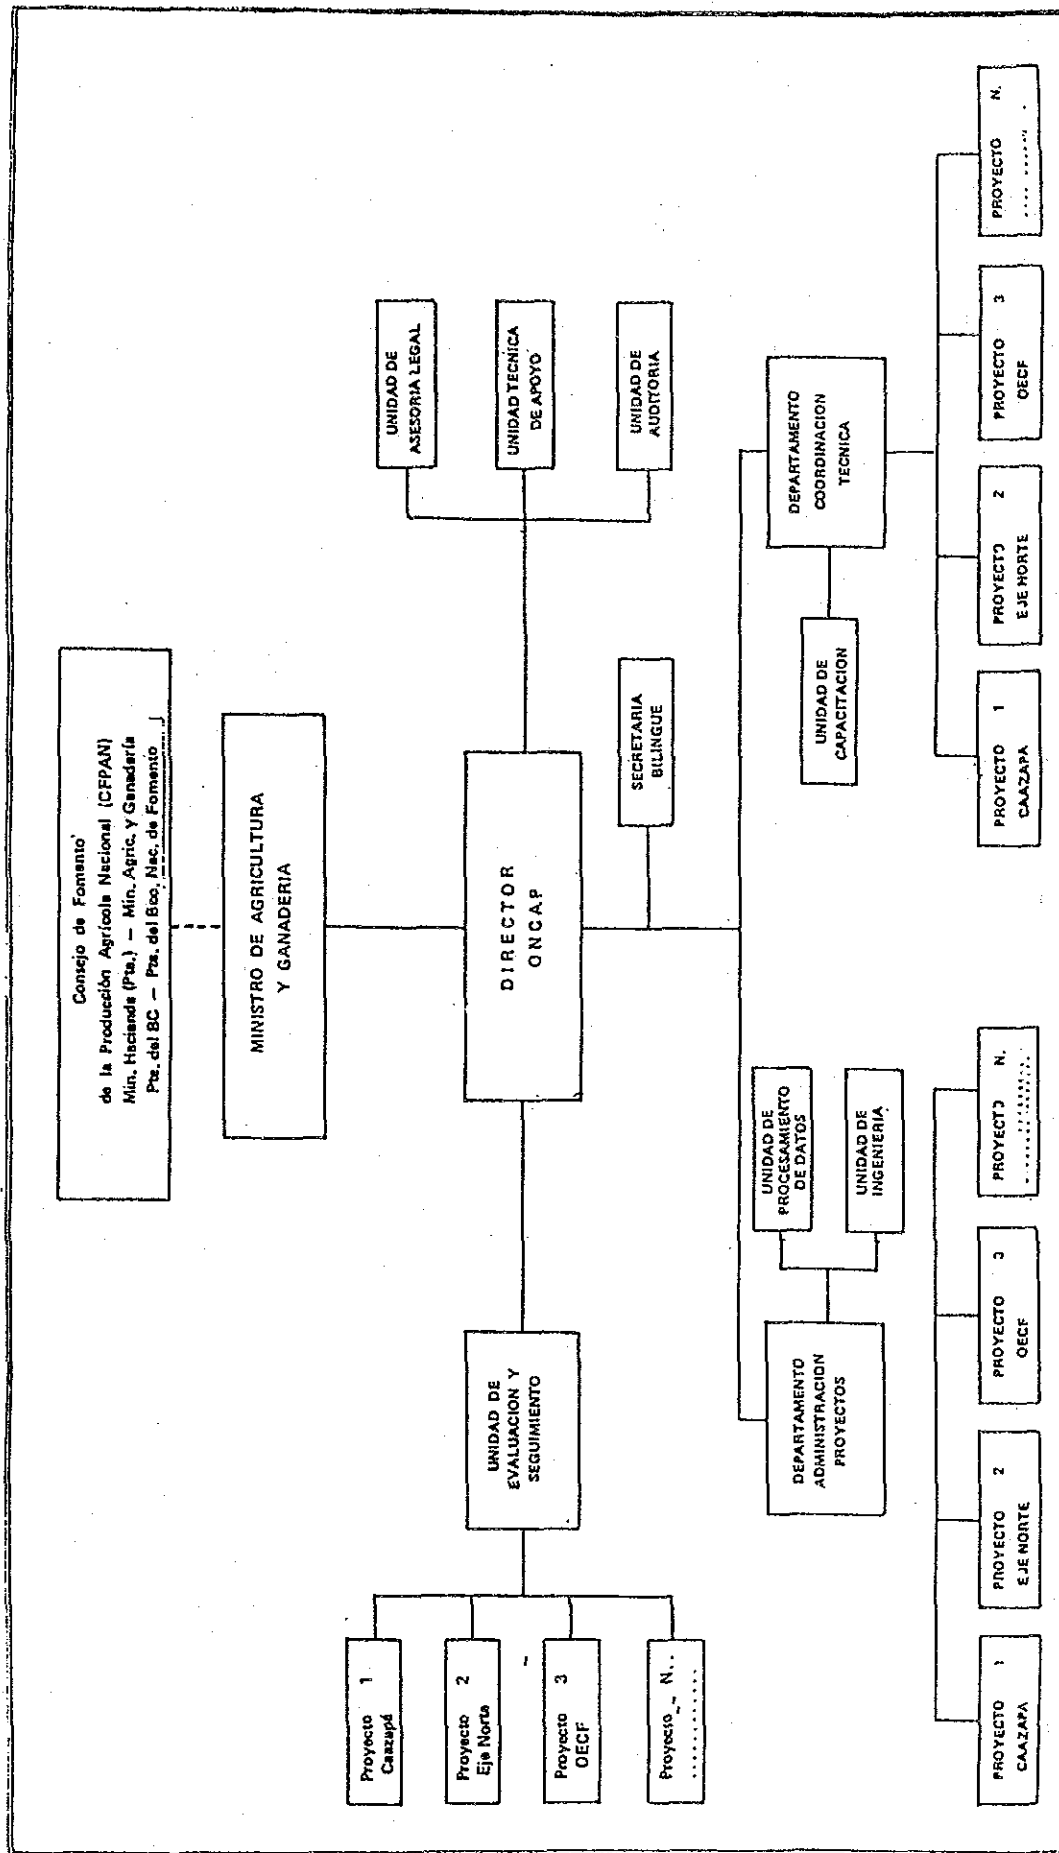 Consejo de Fomento
de la Producción Agrícola Nacional (CFPAN)
Min. Hacienda (Pte.) — Min. Agric. y Ganadería
Pte. del BC — Pte. del Bco. Nac. de Fomento
MINISTRO DE AGRICULTURA
Y GANADERIA
UNIDAD DE
ASESORIA LEGAL
UNIDAD TECNICA
DE APOYO
UNIDAD DE
AUDITORIA
DIRECTOR
ONCAP
SECRETARIA
BILINGUE
UNIDAD DE
EVALUACION Y
SEGUIMIENTO
Proyecto 1
Caazapá
Proyecto 2
Eje Norte
Proyecto 3
OECF
Proyecto N..
..........
DEPARTAMENTO
ADMINISTRACION
PROYECTOS
UNIDAD DE
PROCESAMIENTO
DE DATOS
UNIDAD DE
INGENIERIA
DEPARTAMENTO
COORDINACION
TECNICA
UNIDAD DE
CAPACITACION
PROYECTO 1
CAAZAPA
PROYECTO 2
EJE NORTE
PROYECTO 3
OECF
PROYECTO N.
............
PROYECTO 1
CAAZAPA
PROYECTO 2
EJE NORTE
PROYECTO 3
OECF
PROYECTO N.
............